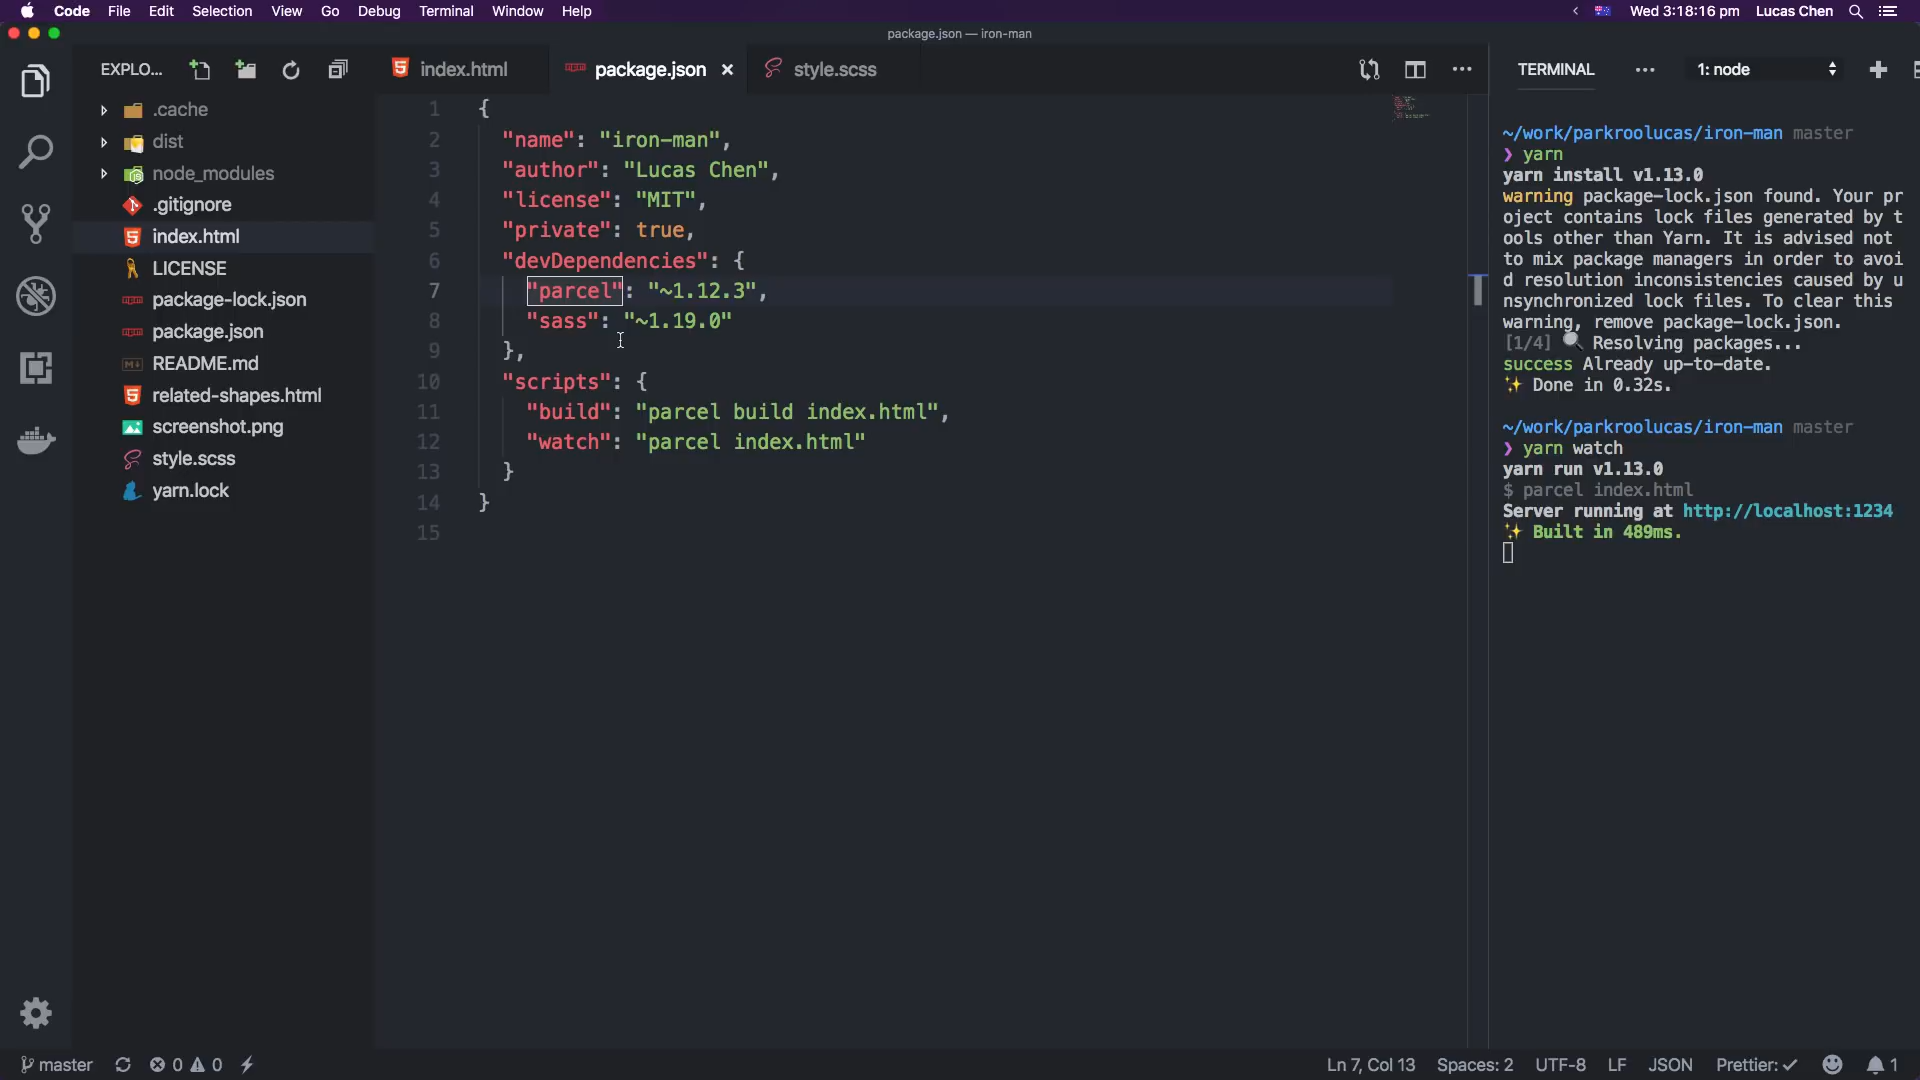 Code File Edit Selection View Go Debug Terminal Window Help
Wed 3:18:16 pm Lucas Chen
package.json — iron-man
EXPLO...
index.html
package.json
style.scss
TERMINAL
1: node
.cache
dist
node_modules
.gitignore
index.html
LICENSE
package-lock.json
package.json
README.md
related-shapes.html
screenshot.png
style.scss
yarn.lock
1 {
2 "name": "iron-man",
3 "author": "Lucas Chen",
4 "license": "MIT",
5 "private": true,
6 "devDependencies": {
7 "parcel": "~1.12.3",
8 "sass": "~1.19.0"
9 },
10 "scripts": {
11 "build": "parcel build index.html",
12 "watch": "parcel index.html"
13 }
14 }
15
~/work/parkroolucas/iron-man master
❯ yarn
yarn install v1.13.0
warning package-lock.json found. Your pr
oject contains lock files generated by t
ools other than Yarn. It is advised not
to mix package managers in order to avoi
d resolution inconsistencies caused by u
nsynchronized lock files. To clear this
warning, remove package-lock.json.
[1/4] 🔍 Resolving packages...
success Already up-to-date.
✨ Done in 0.32s.
~/work/parkroolucas/iron-man master
❯ yarn watch
yarn run v1.13.0
$ parcel index.html
Server running at http://localhost:1234
✨ Built in 489ms.
master 0 0
Ln 7, Col 13 Spaces: 2 UTF-8 LF JSON Prettier: ✓ 1